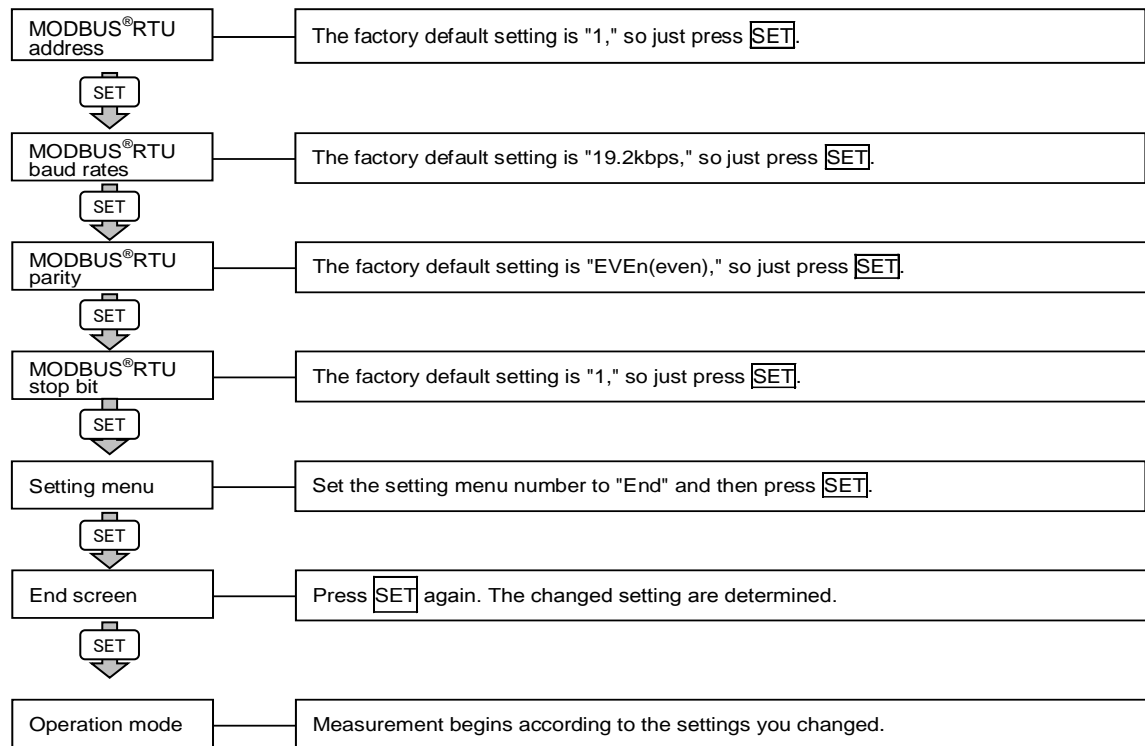 MODBUS®RTU
address
The factory default setting is "1," so just press SET.
SET
MODBUS®RTU
baud rates
The factory default setting is "19.2kbps," so just press SET.
SET
MODBUS®RTU
parity
The factory default setting is "EVEn(even)," so just press SET.
SET
MODBUS®RTU
stop bit
The factory default setting is "1," so just press SET.
SET
Setting menu
Set the setting menu number to "End" and then press SET.
SET
End screen
Press SET again. The changed setting are determined.
SET
Operation mode
Measurement begins according to the settings you changed.